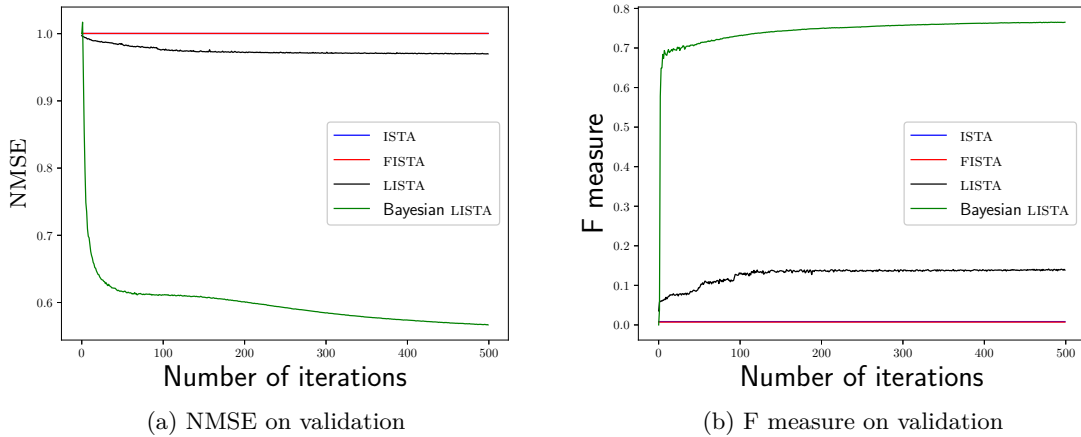 1.0
0.9
0.8
0.7
0.6
NMSE
ISTA
FISTA
LISTA
Bayesian LISTA
0 100 200 300 400 500
Number of iterations
(a) NMSE on validation
0.8
0.7
0.6
0.5
0.4
0.3
0.2
0.1
0.0
F measure
ISTA
FISTA
LISTA
Bayesian LISTA
0 100 200 300 400 500
Number of iterations
(b) F measure on validation